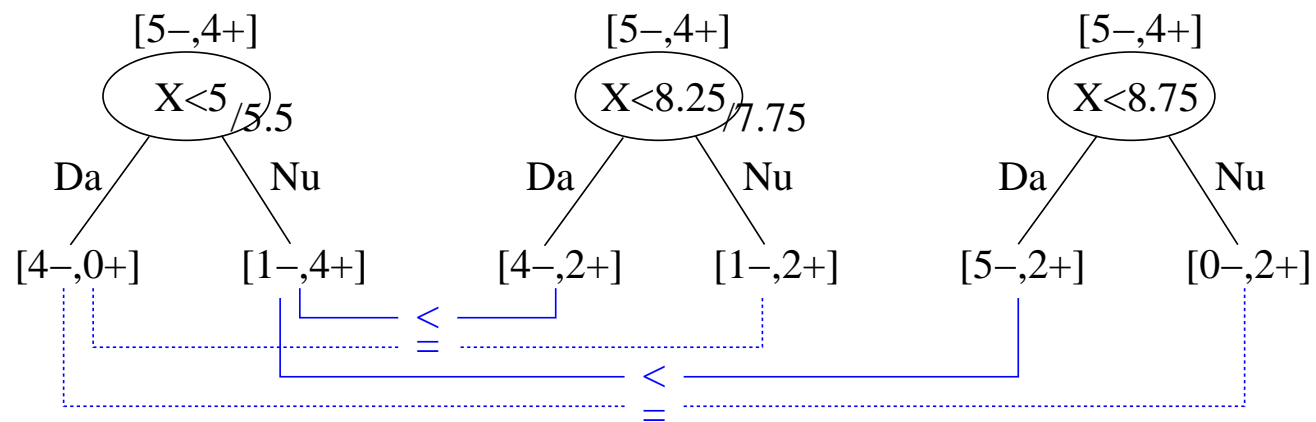 [5−,4+] [5−,4+] [5−,4+]
X<5/5.5 X<8.25/7.75 X<8.75
Da Nu Da Nu Da Nu
[4−,0+] [1−,4+] [4−,2+] [1−,2+] [5−,2+] [0−,2+]
<
=
<
=